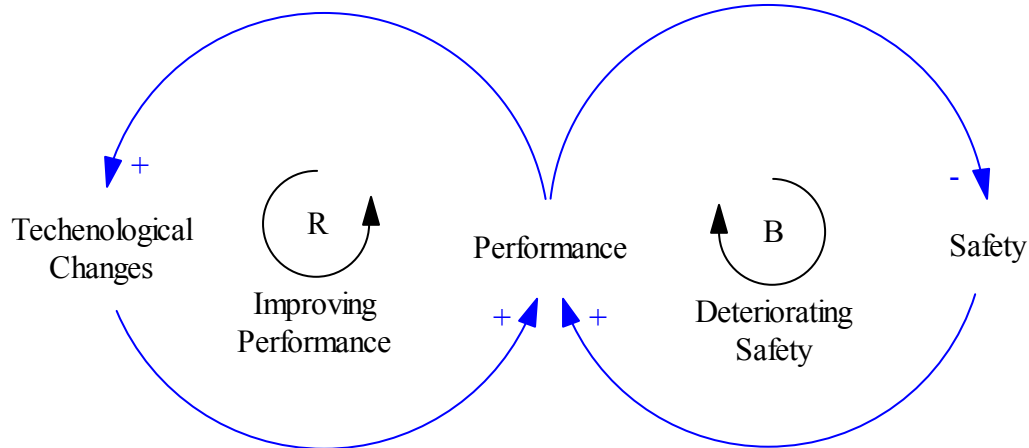 +
-
R
B
Techenological
Changes
Performance
Safety
Improving
Performance
+
+
Deteriorating
Safety